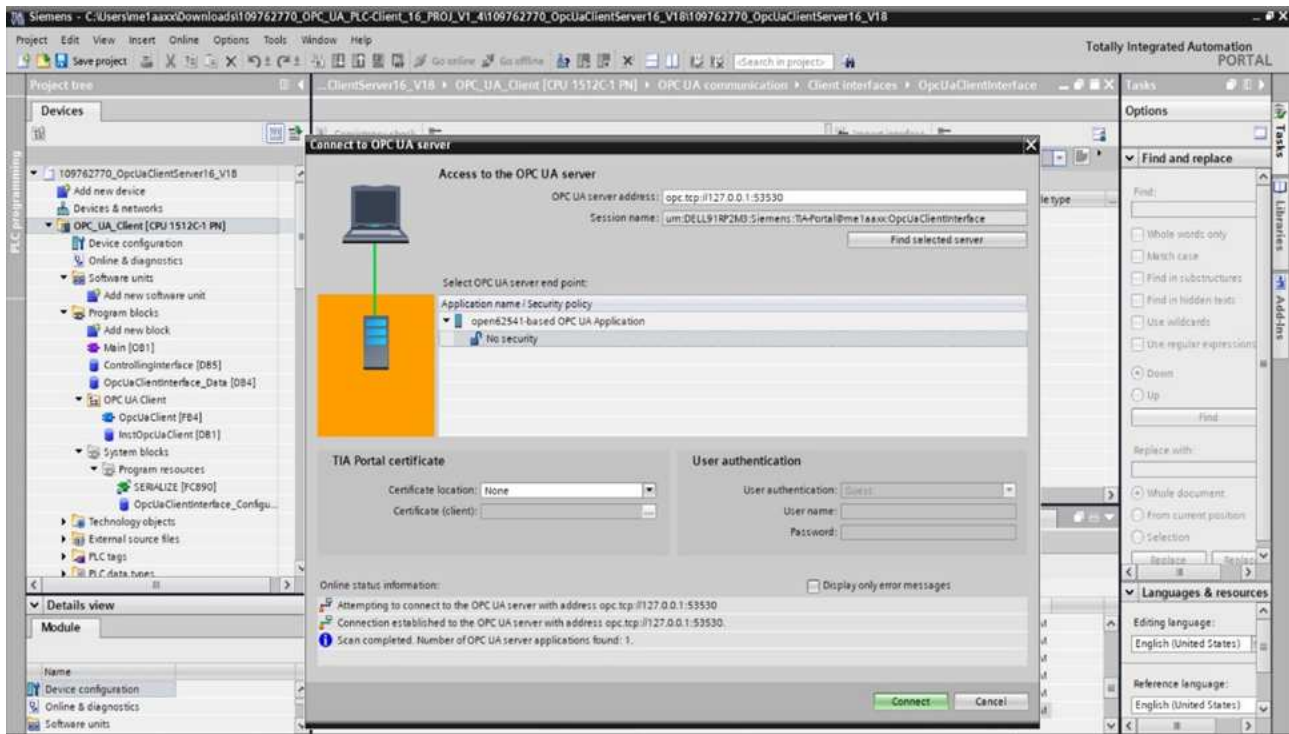 Siemens - C:\Users\me1aaxx\Downloads\109762770_OPC_UA_PLC-Client_16_PROJ_V1_4\109762770_OpcUaClientServer16_V18\109762770_OpcUaClientServer16_V18
Project Edit View Insert Online Options Tools Window Help
Totally Integrated Automation
PORTAL
Save project
Go online
Go offline
<Search in project>
Project tree
...ClientServer16_V18 › OPC_UA_Client [CPU 1512C-1 PN] › OPC UA communication › Client interfaces › OpcUaClientInterface
Tasks
Devices
Options
PLC programming
109762770_OpcUaClientServer16_V18
Add new device
Devices & networks
OPC_UA_Client [CPU 1512C-1 PN]
Device configuration
Online & diagnostics
Software units
Add new software unit
Program blocks
Add new block
Main [OB1]
ControllingInterface [DB5]
OpcUaClientInterface_Data [DB4]
OPC UA Client
OpcUaClient [FB4]
InstOpcUaClient [DB1]
System blocks
Program resources
SERIALIZE [FC890]
OpcUaClientInterface_Configu...
Technology objects
External source files
PLC tags
PLC data types
Details view
Module
Name
Device configuration
Online & diagnostics
Software units
Connect to OPC UA server
Access to the OPC UA server
OPC UA server address: opc.tcp://127.0.0.1:53530
Session name: urn:DELL91RP2M3:Siemens:TIA-Portal@me1aaxx:OpcUaClientInterface
Find selected server
Select OPC UA server end point:
Application name / Security policy
open62541-based OPC UA Application
No security
TIA Portal certificate
Certificate location: None
Certificate (client):
User authentication
User authentication: Guest
User name:
Password:
Online status information:
Display only error messages
Attempting to connect to the OPC UA server with address opc.tcp://127.0.0.1:53530
Connection established to the OPC UA server with address opc.tcp://127.0.0.1:53530.
Scan completed. Number of OPC UA server applications found: 1.
Connect
Cancel
Find and replace
Find:
Whole words only
Match case
Find in substructures
Find in hidden texts
Use wildcards
Use regular expressions
Down
Up
Find
Replace with:
Whole document
From current position
Selection
Replace
Languages & resources
Editing language:
English (United States)
Reference language:
English (United States)
Tasks
Libraries
Add-Ins